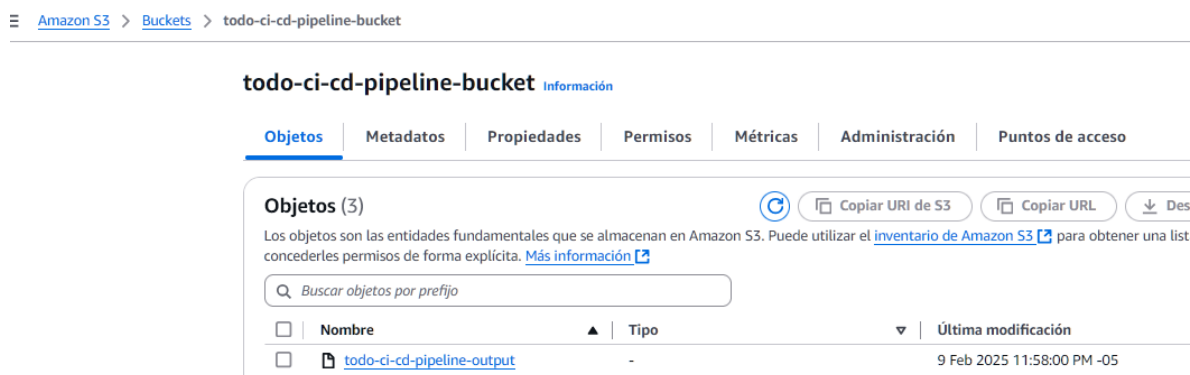 Amazon S3 > Buckets > todo-ci-cd-pipeline-bucket
todo-ci-cd-pipeline-bucket Información
Objetos Metadatos Propiedades Permisos Métricas Administración Puntos de acceso
Objetos (3) Copiar URI de S3 Copiar URL Des
Los objetos son las entidades fundamentales que se almacenan en Amazon S3. Puede utilizar el inventario de Amazon S3 para obtener una list
concederles permisos de forma explícita. Más información
Buscar objetos por prefijo
Nombre Tipo Última modificación
todo-ci-cd-pipeline-output - 9 Feb 2025 11:58:00 PM -05